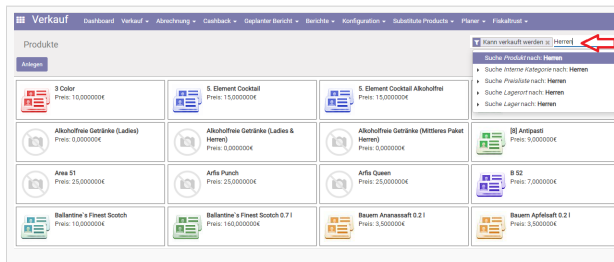 Verkauf Dashboard Verkauf Abrechnung Cashback Geplanter Bericht Berichte Konfiguration Substitute Products Planer Fiskaltrust
Produkte
Kann verkauft werden x Herren
Anlegen
Suche Produkt nach: Herren
Suche Interne Kategorie nach: Herren
Suche Preisliste nach: Herren
Suche Lagerort nach: Herren
Suche Lager nach: Herren
3 Color
Preis: 10,000000€
5. Element Cocktail
Preis: 15,000000€
5. Element Cocktail Alkoholfrei
Preis: 15,000000€
Alkoholfreie Getränke (Ladies)
Preis: 0,000000€
Alkoholfreie Getränke (Ladies &
Herren)
Preis: 0,000000€
Alkoholfreie Getränke (Mittleres Paket
Herren)
Preis: 0,000000€
[8] Antipasti
Preis: 9,000000€
Area 51
Preis: 25,000000€
Arfis Punch
Preis: 25,000000€
Arfis Queen
Preis: 25,000000€
B 52
Preis: 7,000000€
Ballantine`s Finest Scotch
Preis: 10,000000€
Ballantine`s Finest Scotch 0.7 l
Preis: 160,000000€
Bauern Ananassaft 0.2 l
Preis: 3,500000€
Bauern Apfelsaft 0.2 l
Preis: 3,500000€